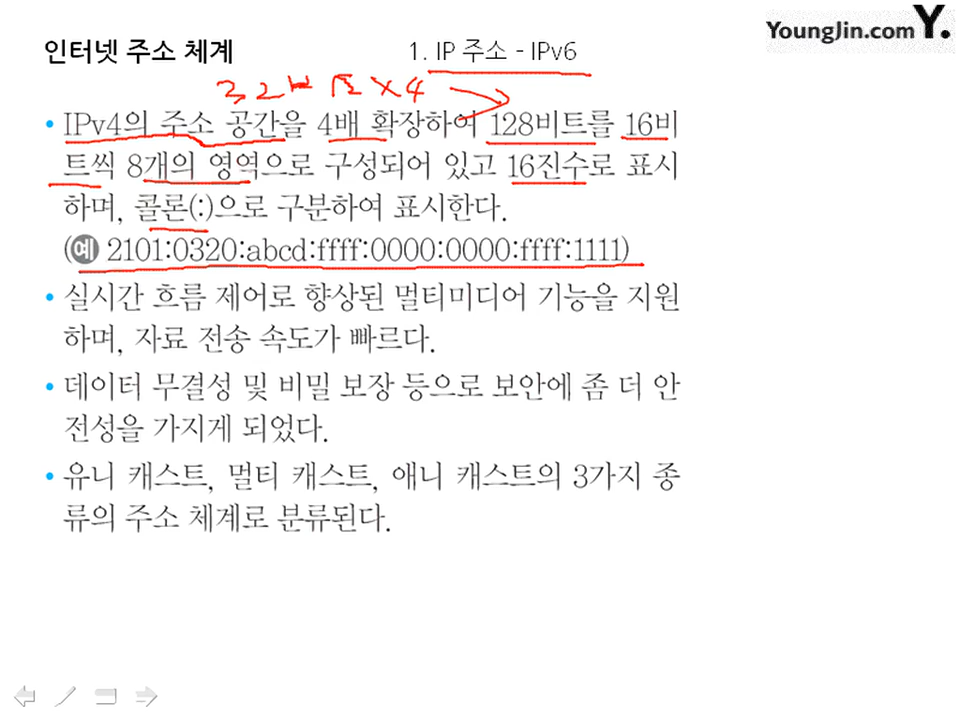 YoungJin.com Y.
인터넷 주소 체계 1. IP 주소 - IPv6
32비트×4
• IPv4의 주소 공간을 4배 확장하여 128비트를 16비
트씩 8개의 영역으로 구성되어 있고 16진수로 표시
하며, 콜론(:)으로 구분하여 표시한다.
(예 2101:0320:abcd:ffff:0000:0000:ffff:1111)
• 실시간 흐름 제어로 향상된 멀티미디어 기능을 지원
하며, 자료 전송 속도가 빠르다.
• 데이터 무결성 및 비밀 보장 등으로 보안에 좀 더 안
전성을 가지게 되었다.
• 유니 캐스트, 멀티 캐스트, 애니 캐스트의 3가지 종
류의 주소 체계로 분류된다.